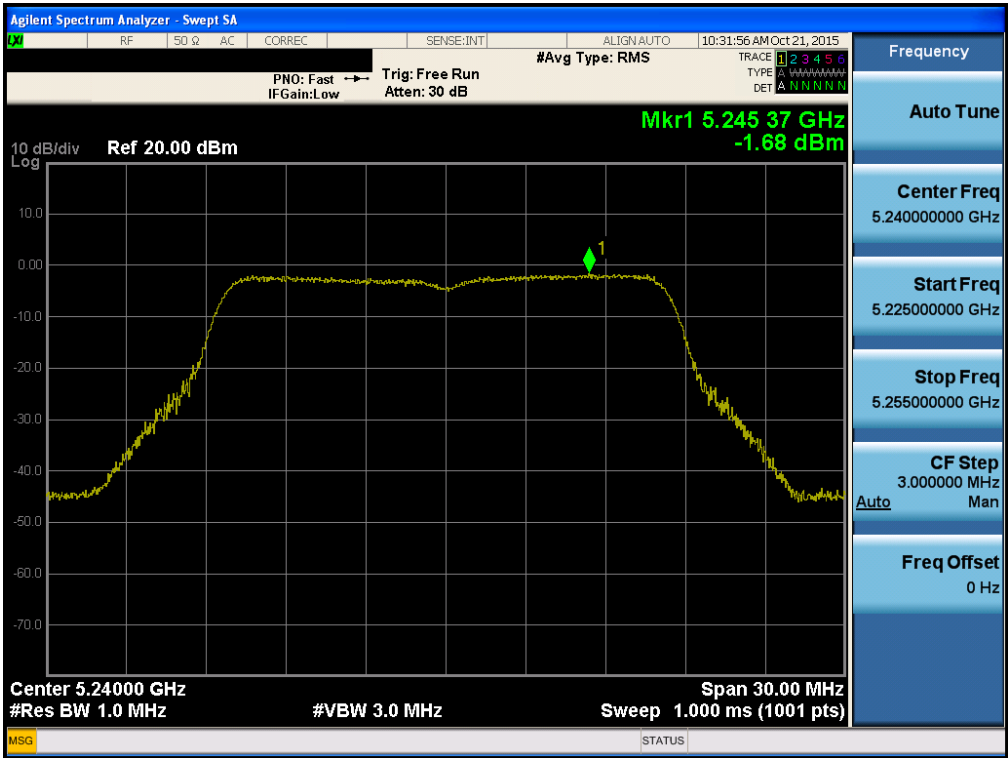 Agilent Spectrum Analyzer - Swept SA
LXI RF 50 Ω AC CORREC SENSE:INT ALIGN AUTO 10:31:56 AM Oct 21, 2015
#Avg Type: RMS
TRACE 1 2 3 4 5 6
PNO: Fast Trig: Free Run
TYPE A WWWWW
IFGain:Low Atten: 30 dB
DET A N N N N N
Mkr1 5.245 37 GHz
-1.68 dBm
10 dB/div Ref 20.00 dBm
Log
10.0
1
0.00
-10.0
-20.0
-30.0
-40.0
-50.0
-60.0
-70.0
Center 5.24000 GHz Span 30.00 MHz
#Res BW 1.0 MHz #VBW 3.0 MHz Sweep 1.000 ms (1001 pts)
MSG STATUS
Frequency
Auto Tune
Center Freq
5.240000000 GHz
Start Freq
5.225000000 GHz
Stop Freq
5.255000000 GHz
CF Step
3.000000 MHz
Auto Man
Freq Offset
0 Hz